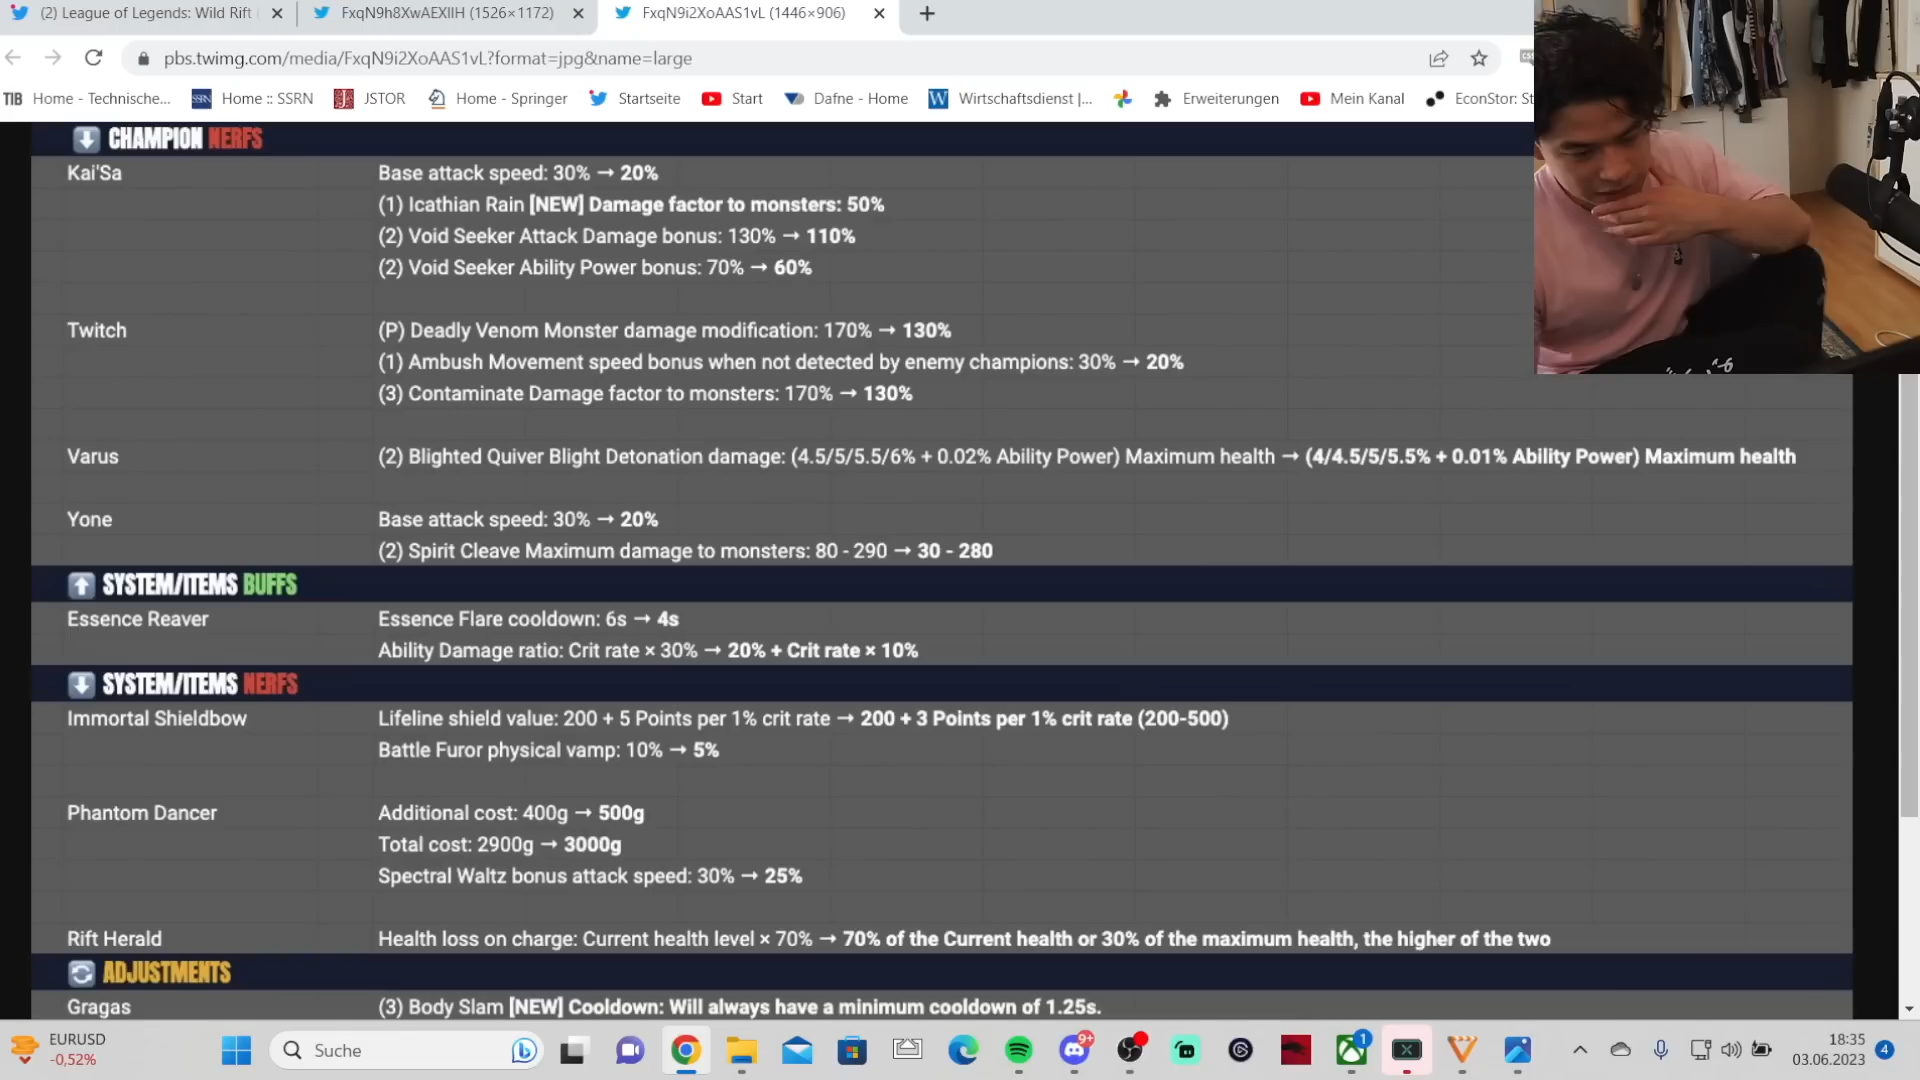 (2) League of Legends: Wild Rift
FxqN9h8XwAEXIIH (1526×1172)
FxqN9i2XoAAS1vL (1446×906)
pbs.twimg.com/media/FxqN9i2XoAAS1vL?format=jpg&name=large
TIB Home - Technische... SSRN Home :: SSRN JSTOR Home - Springer Startseite Start Dafne - Home W Wirtschaftsdienst |... Erweiterungen Mein Kanal EconStor: St
CHAMPION NERFS
Kai'Sa Base attack speed: 30% → 20%
(1) Icathian Rain [NEW] Damage factor to monsters: 50%
(2) Void Seeker Attack Damage bonus: 130% → 110%
(2) Void Seeker Ability Power bonus: 70% → 60%
Twitch (P) Deadly Venom Monster damage modification: 170% → 130%
(1) Ambush Movement speed bonus when not detected by enemy champions: 30% → 20%
(3) Contaminate Damage factor to monsters: 170% → 130%
Varus (2) Blighted Quiver Blight Detonation damage: (4.5/5/5.5/6% + 0.02% Ability Power) Maximum health → (4/4.5/5/5.5% + 0.01% Ability Power) Maximum health
Yone Base attack speed: 30% → 20%
(2) Spirit Cleave Maximum damage to monsters: 80 - 290 → 30 - 280
SYSTEM/ITEMS BUFFS
Essence Reaver Essence Flare cooldown: 6s → 4s
Ability Damage ratio: Crit rate × 30% → 20% + Crit rate × 10%
SYSTEM/ITEMS NERFS
Immortal Shieldbow Lifeline shield value: 200 + 5 Points per 1% crit rate → 200 + 3 Points per 1% crit rate (200-500)
Battle Furor physical vamp: 10% → 5%
Phantom Dancer Additional cost: 400g → 500g
Total cost: 2900g → 3000g
Spectral Waltz bonus attack speed: 30% → 25%
Rift Herald Health loss on charge: Current health level × 70% → 70% of the Current health or 30% of the maximum health, the higher of the two
ADJUSTMENTS
Gragas (3) Body Slam [NEW] Cooldown: Will always have a minimum cooldown of 1.25s.
EURUSD
-0,52%
Suche
9+
1
18:35
03.06.2023
4